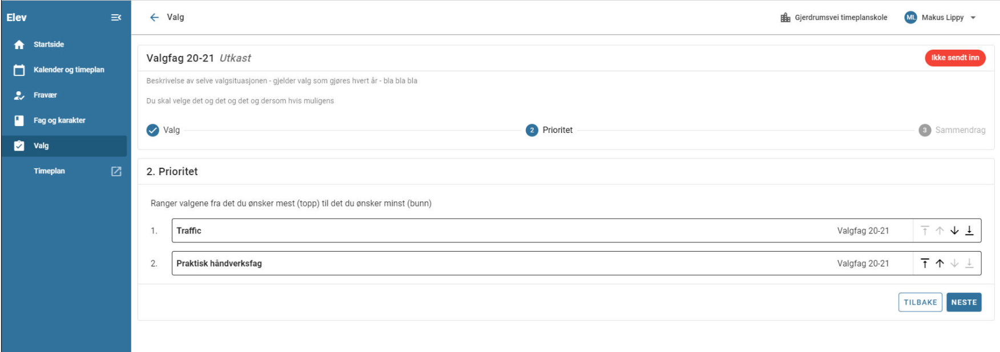 Elev
Valg
Gjerdrumsvei timeplanskole
ML Makus Lippy
Startside
Kalender og timeplan
Fravær
Fag og karakter
Valg
Timeplan
Valgfag 20-21 Utkast
Ikke sendt inn
Beskrivelse av selve valgsituasjonen - gjelder valg som gjøres hvert år - bla bla bla
Du skal velge det og det og det og dersom hvis muligens
Valg
2 Prioritet
3 Sammendrag
2. Prioritet
Ranger valgene fra det du ønsker mest (topp) til det du ønsker minst (bunn)
1. Traffic Valgfag 20-21
2. Praktisk håndverksfag Valgfag 20-21
TILBAKE NESTE